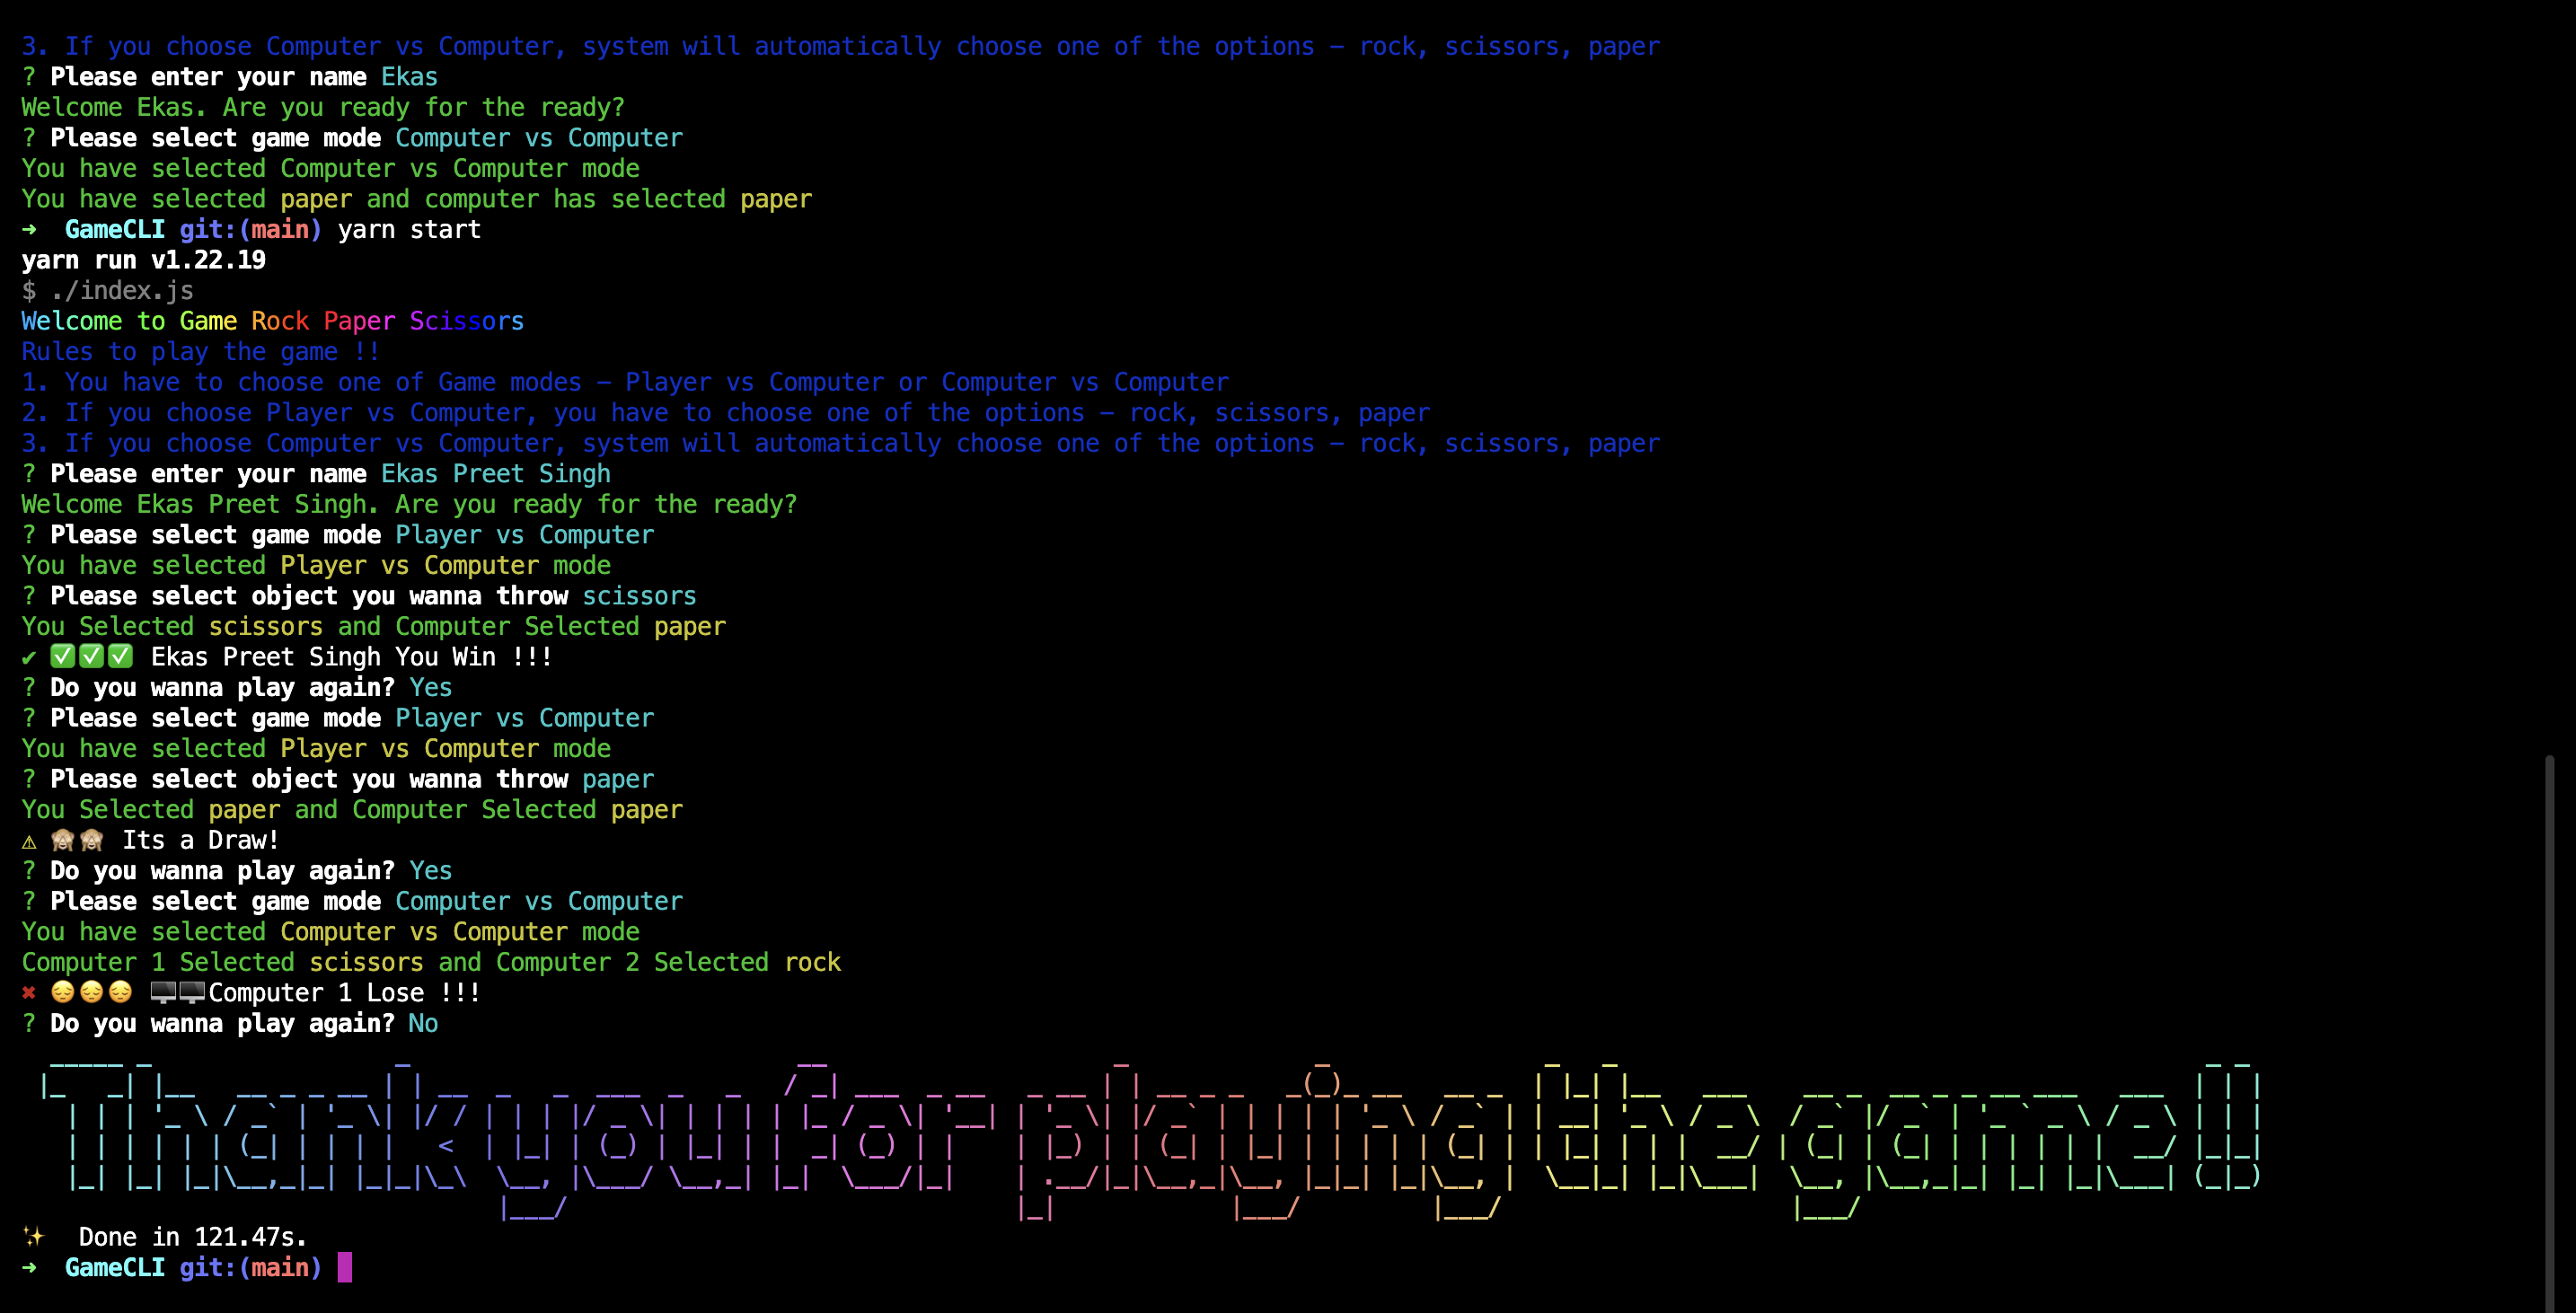 3. If you choose Computer vs Computer, system will automatically choose one of the options – rock, scissors, paper
? Please enter your name Ekas
Welcome Ekas. Are you ready for the ready?
? Please select game mode Computer vs Computer
You have selected Computer vs Computer mode
You have selected paper and computer has selected paper
➜  GameCLI git:(main) yarn start
yarn run v1.22.19
$ ./index.js
Welcome to Game Rock Paper Scissors
Rules to play the game !!
1. You have to choose one of Game modes – Player vs Computer or Computer vs Computer
2. If you choose Player vs Computer, you have to choose one of the options – rock, scissors, paper
3. If you choose Computer vs Computer, system will automatically choose one of the options – rock, scissors, paper
? Please enter your name Ekas Preet Singh
Welcome Ekas Preet Singh. Are you ready for the ready?
? Please select game mode Player vs Computer
You have selected Player vs Computer mode
? Please select object you wanna throw scissors
You Selected scissors and Computer Selected paper
✔ ✅✅✅ Ekas Preet Singh You Win !!!
? Do you wanna play again? Yes
? Please select game mode Player vs Computer
You have selected Player vs Computer mode
? Please select object you wanna throw paper
You Selected paper and Computer Selected paper
⚠ 🙈🙈 Its a Draw!
? Do you wanna play again? Yes
? Please select game mode Computer vs Computer
You have selected Computer vs Computer mode
Computer 1 Selected scissors and Computer 2 Selected rock
✖ 😔😔😔 🖥🖥Computer 1 Lose !!!
? Do you wanna play again? No
Thank you for playing the game !!
✨  Done in 121.47s.
➜  GameCLI git:(main)